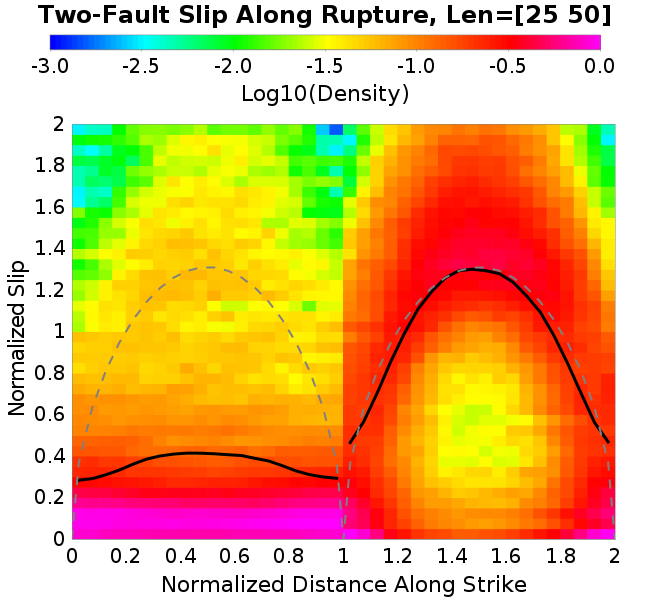 Two-Fault Slip Along Rupture, Len=[25 50]
-3.0 -2.5 -2.0 -1.5 -1.0 -0.5 0.0
Log10(Density)
2
1.8
1.6
1.4
1.2
1
0.8
0.6
0.4
0.2
0
Normalized Slip
0 0.2 0.4 0.6 0.8 1 1.2 1.4 1.6 1.8 2
Normalized Distance Along Strike